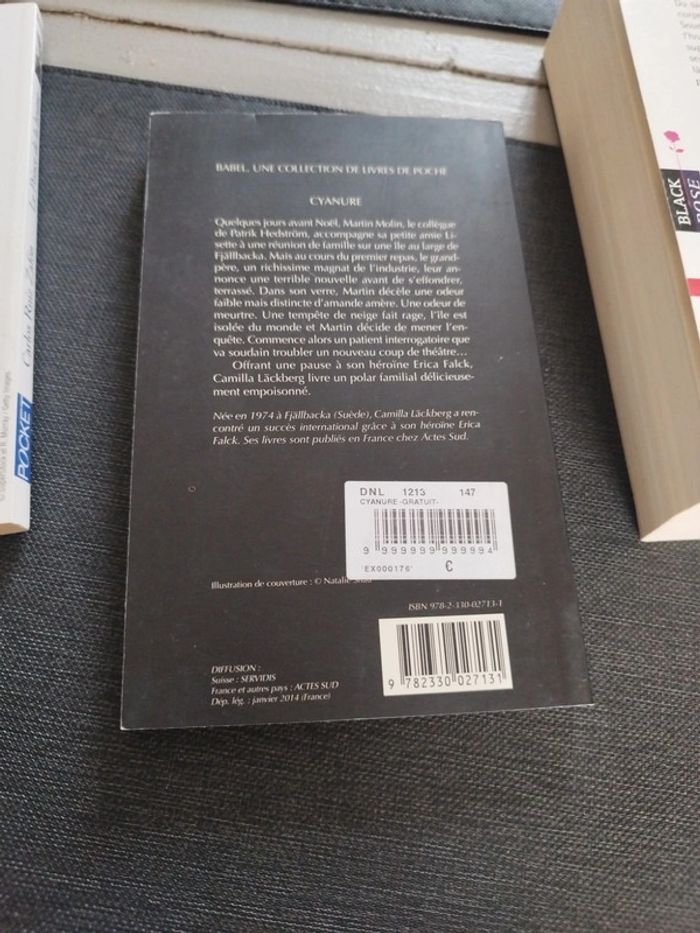 BABEL, UNE COLLECTION DE LIVRES DE POCHE
CYANURE
Quelques jours avant Noël, Martin Molin, le collègue
de Patrik Hedström, accompagne sa petite amie Li-
sette à une réunion de famille sur une île au large de
Fjällbacka. Mais au cours du premier repas, le grand-
père, un richissime magnat de l'industrie, leur an-
nonce une terrible nouvelle avant de s'effondrer,
terrassé. Dans son verre, Martin décèle une odeur
faible mais distincte d'amande amère. Une odeur de
meurtre. Une tempête de neige fait rage, l'île est
isolée du monde et Martin décide de mener l'en-
quête. Commence alors un patient interrogatoire que
va soudain troubler un nouveau coup de théâtre...
Offrant une pause à son héroïne Erica Falck,
Camilla Läckberg livre un polar familial délicieuse-
ment empoisonné.
Née en 1974 à Fjällbacka (Suède), Camilla Läckberg a ren-
contré un succès international grâce à son héroïne Erica
Falck. Ses livres sont publiés en France chez Actes Sud.
DNL 1213 147
CYANURE -GRATUIT-
9 999999 999994
EX000176'
€
Illustration de couverture : © Natalie
ISBN 978-2-330-02713-1
9 782330 027131
DIFFUSION :
Suisse : SERVIDIS
France et autres pays : ACTES SUD
Dép. lég. : janvier 2014 (France)
POCKET
Carlos Ruiz Zafón
/ Getty Images
BLACK
ROSE